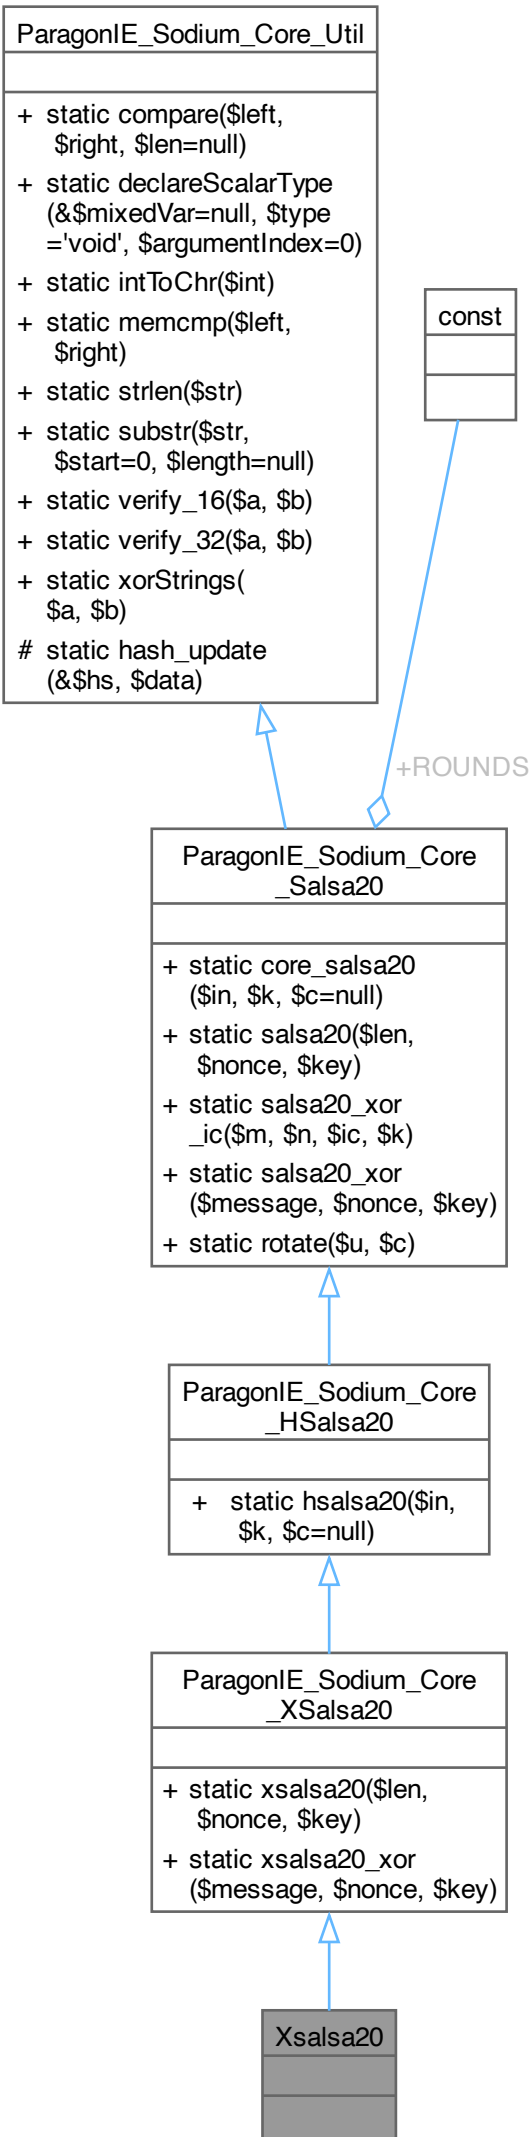 ParagonIE_Sodium_Core_Util
+ static compare($left,
$right, $len=null)
+ static declareScalarType
(&$mixedVar=null, $type
='void', $argumentIndex=0)
+ static intToChr($int)
+ static memcmp($left,
$right)
+ static strlen($str)
+ static substr($str,
$start=0, $length=null)
+ static verify_16($a, $b)
+ static verify_32($a, $b)
+ static xorStrings(
$a, $b)
# static hash_update
(&$hs, $data)
const
+ROUNDS
ParagonIE_Sodium_Core
_Salsa20
+ static core_salsa20
($in, $k, $c=null)
+ static salsa20($len,
$nonce, $key)
+ static salsa20_xor
_ic($m, $n, $ic, $k)
+ static salsa20_xor
($message, $nonce, $key)
+ static rotate($u, $c)
ParagonIE_Sodium_Core
_HSalsa20
+ static hsalsa20($in,
$k, $c=null)
ParagonIE_Sodium_Core
_XSalsa20
+ static xsalsa20($len,
$nonce, $key)
+ static xsalsa20_xor
($message, $nonce, $key)
Xsalsa20